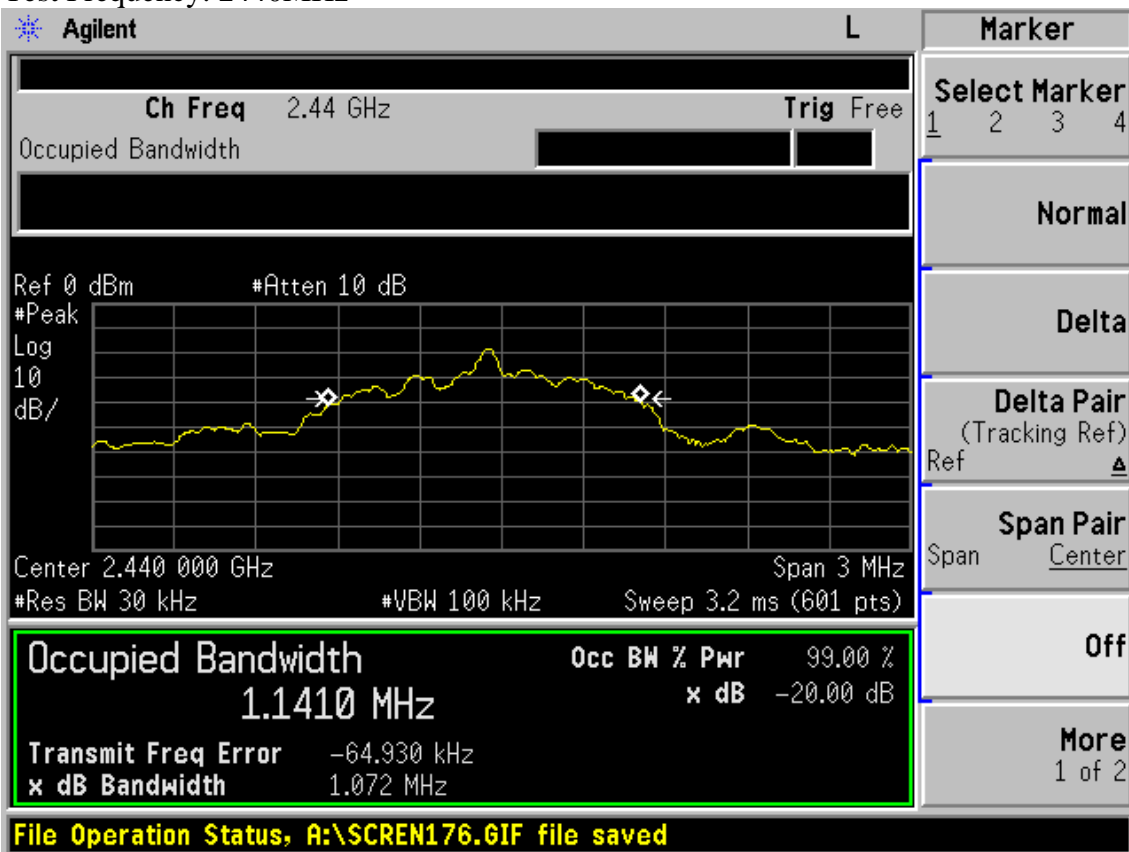 Agilent L Marker
Ch Freq 2.44 GHz Trig Free
Occupied Bandwidth
Select Marker
1 2 3 4
Normal
Delta
Delta Pair
(Tracking Ref)
Ref Δ
Span Pair
Span Center
Off
More
1 of 2
Ref 0 dBm #Atten 10 dB
#Peak
Log
10
dB/
Center 2.440 000 GHz Span 3 MHz
#Res BW 30 kHz #VBW 100 kHz Sweep 3.2 ms (601 pts)
Occupied Bandwidth Occ BW % Pwr 99.00 %
1.1410 MHz x dB -20.00 dB
Transmit Freq Error -64.930 kHz
x dB Bandwidth 1.072 MHz
File Operation Status, A:\SCREN176.GIF file saved